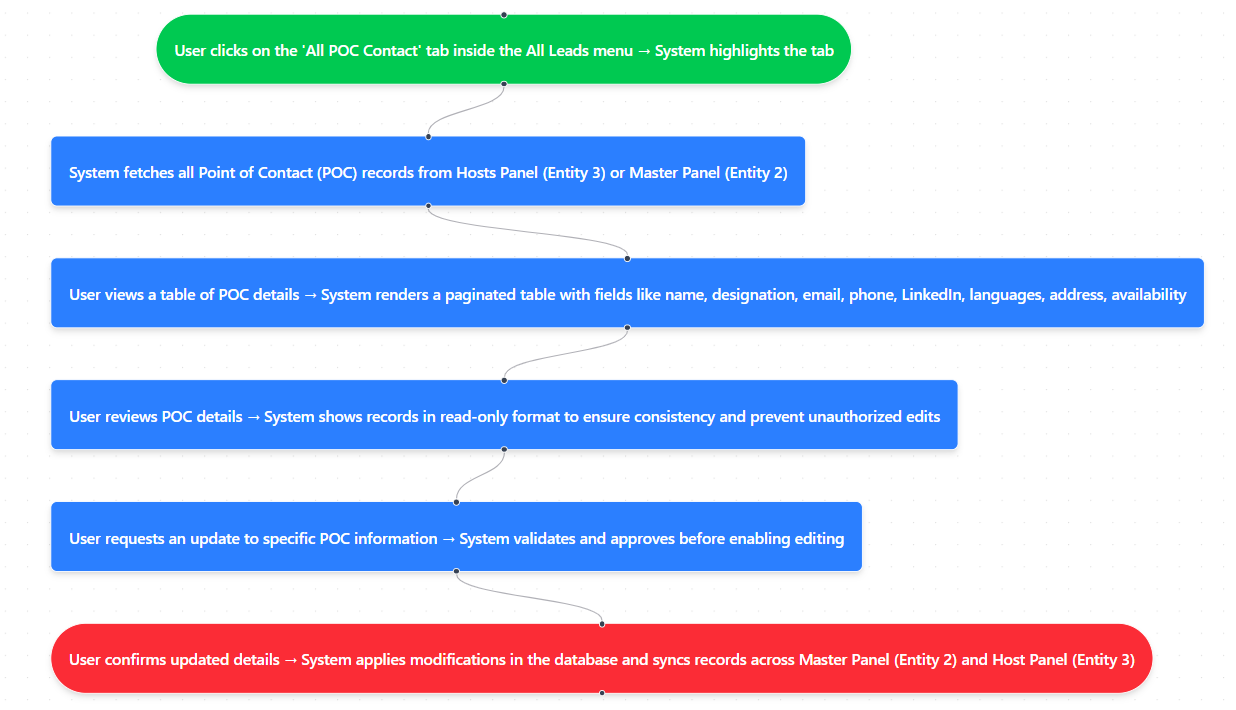 User clicks on the 'All POC Contact' tab inside the All Leads menu → System highlights the tab
System fetches all Point of Contact (POC) records from Hosts Panel (Entity 3) or Master Panel (Entity 2)
User views a table of POC details → System renders a paginated table with fields like name, designation, email, phone, LinkedIn, languages, address, availability
User reviews POC details → System shows records in read-only format to ensure consistency and prevent unauthorized edits
User requests an update to specific POC information → System validates and approves before enabling editing
User confirms updated details → System applies modifications in the database and syncs records across Master Panel (Entity 2) and Host Panel (Entity 3)